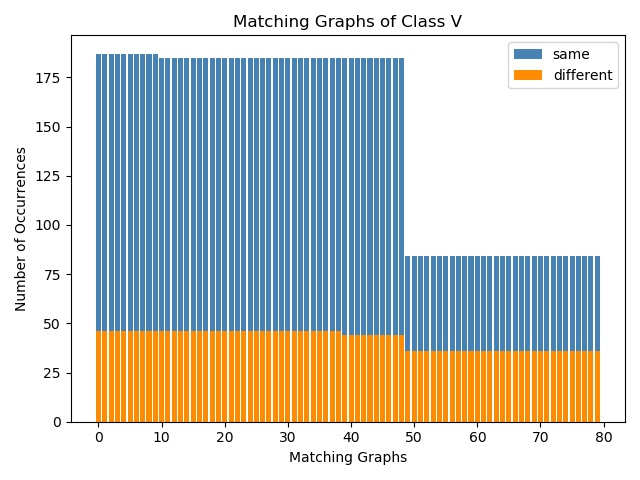 Matching Graphs of Class V
same
different
Number of Occurrences
175
150
125
100
75
50
25
0
0 10 20 30 40 50 60 70 80
Matching Graphs